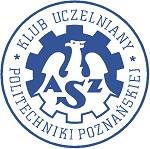 * KLUB UCZELNIANY *
POLITECHNIKI POZNAŃSKIEJ
AZS